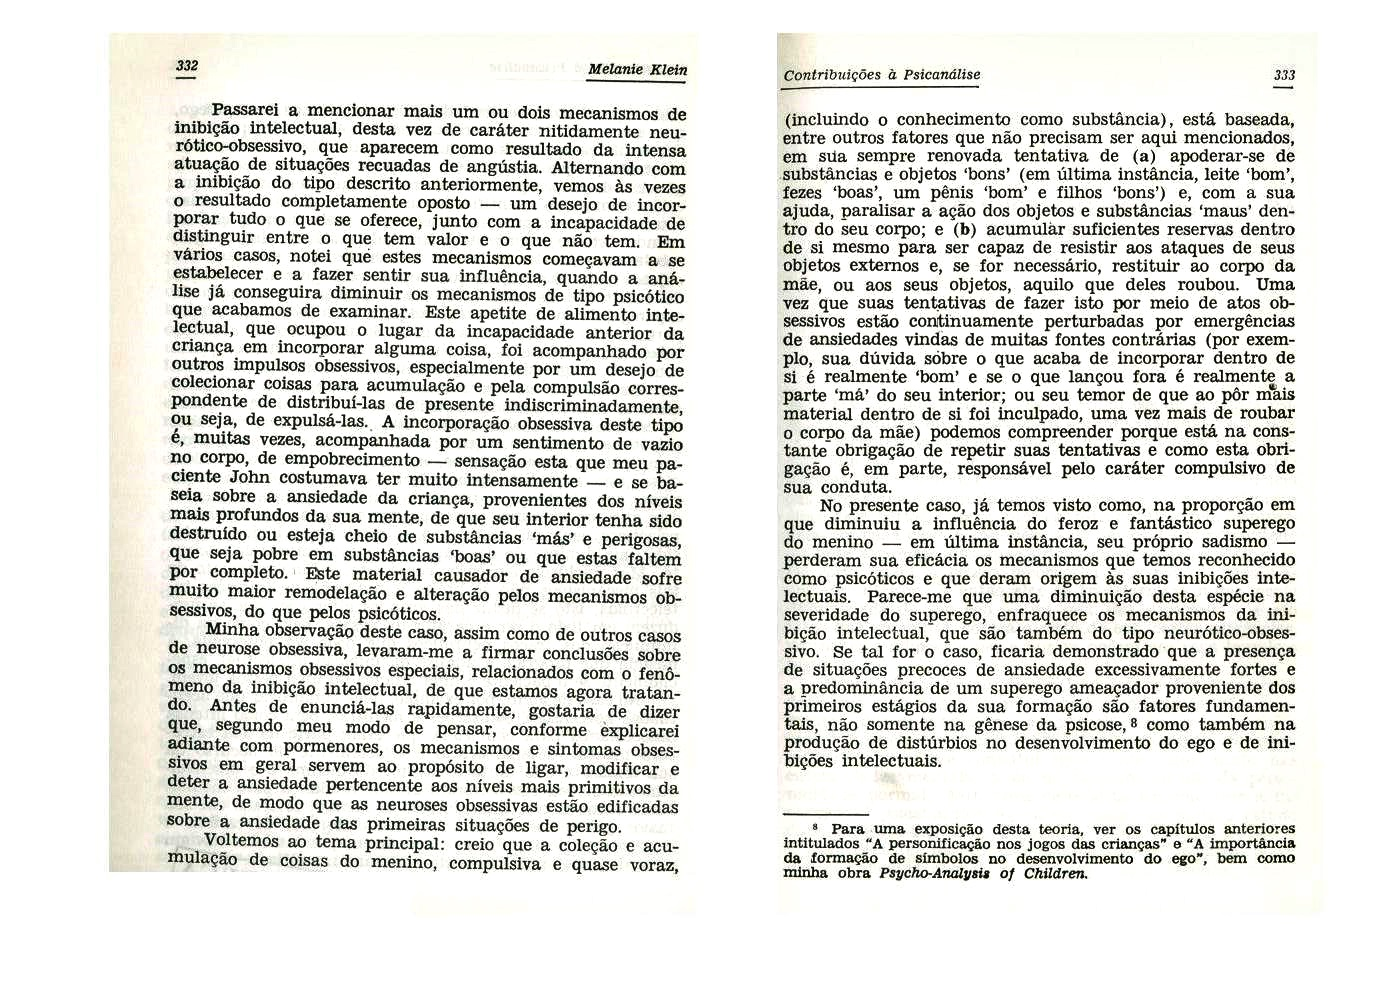 332
Melanie Klein
Passarei a mencionar mais um ou dois mecanismos de
inibição intelectual, desta vez de caráter nitidamente neu-
rótico-obsessivo, que aparecem como resultado da intensa
atuação de situações recuadas de angústia. Alternando com
a inibição do tipo descrito anteriormente, vemos às vezes
o resultado completamente oposto — um desejo de incor-
porar tudo o que se oferece, junto com a incapacidade de
distinguir entre o que tem valor e o que não tem. Em
vários casos, notei que estes mecanismos começavam a se
estabelecer e a fazer sentir sua influência, quando a aná-
lise já conseguira diminuir os mecanismos de tipo psicótico
que acabamos de examinar. Este apetite de alimento inte-
lectual, que ocupou o lugar da incapacidade anterior da
criança em incorporar alguma coisa, foi acompanhado por
outros impulsos obsessivos, especialmente por um desejo de
colecionar coisas para acumulação e pela compulsão corres-
pondente de distribuí-las de presente indiscriminadamente,
ou seja, de expulsá-las. A incorporação obsessiva deste tipo
é, muitas vezes, acompanhada por um sentimento de vazio
no corpo, de empobrecimento — sensação esta que meu pa-
ciente John costumava ter muito intensamente — e se ba-
seia sobre a ansiedade da criança, provenientes dos níveis
mais profundos da sua mente, de que seu interior tenha sido
destruído ou esteja cheio de substâncias ‘más’ e perigosas,
que seja pobre em substâncias ‘boas’ ou que estas faltem
por completo. Este material causador de ansiedade sofre
muito maior remodelação e alteração pelos mecanismos ob-
sessivos, do que pelos psicóticos.
Minha observação deste caso, assim como de outros casos
de neurose obsessiva, levaram-me a firmar conclusões sobre
os mecanismos obsessivos especiais, relacionados com o fenô-
meno da inibição intelectual, de que estamos agora tratan-
do. Antes de enunciá-las rapidamente, gostaria de dizer
que, segundo meu modo de pensar, conforme explicarei
adiante com pormenores, os mecanismos e sintomas obses-
sivos em geral servem ao propósito de ligar, modificar e
deter a ansiedade pertencente aos níveis mais primitivos da
mente, de modo que as neuroses obsessivas estão edificadas
sobre a ansiedade das primeiras situações de perigo.
Voltemos ao tema principal: creio que a coleção e acu-
mulação de coisas do menino, compulsiva e quase voraz,
Contribuições à Psicanálise
333
(incluindo o conhecimento como substância), está baseada,
entre outros fatores que não precisam ser aqui mencionados,
em sua sempre renovada tentativa de (a) apoderar-se de
substâncias e objetos ‘bons’ (em última instância, leite ‘bom’,
fezes ‘boas’, um pênis ‘bom’ e filhos ‘bons’) e, com a sua
ajuda, paralisar a ação dos objetos e substâncias ‘maus’ den-
tro do seu corpo; e (b) acumular suficientes reservas dentro
de si mesmo para ser capaz de resistir aos ataques de seus
objetos externos e, se for necessário, restituir ao corpo da
mãe, ou aos seus objetos, aquilo que deles roubou. Uma
vez que suas tentativas de fazer isto por meio de atos ob-
sessivos estão continuamente perturbadas por emergências
de ansiedades vindas de muitas fontes contrárias (por exem-
plo, sua dúvida sóbre o que acaba de incorporar dentro de
si é realmente ‘bom’ e se o que lançou fora é realmente a
parte ‘má’ do seu interior; ou seu temor de que ao pôr mais
material dentro de si foi inculpado, uma vez mais de roubar
o corpo da mãe) podemos compreender porque está na cons-
tante obrigação de repetir suas tentativas e como esta obri-
gação é, em parte, responsável pelo caráter compulsivo de
sua conduta.
No presente caso, já temos visto como, na proporção em
que diminuiu a influência do feroz e fantástico superego
do menino — em última instância, seu próprio sadismo —
perderam sua eficácia os mecanismos que temos reconhecido
como psicóticos e que deram origem às suas inibições inte-
lectuais. Parece-me que uma diminuição desta espécie na
severidade do superego, enfraquece os mecanismos da ini-
bição intelectual, que são também do tipo neurótico-obses-
sivo. Se tal for o caso, ficaria demonstrado que a presença
de situações precoces de ansiedade excessivamente fortes e
a predominância de um superego ameaçador proveniente dos
primeiros estágios da sua formação são fatores fundamen-
tais, não somente na gênese da psicose,⁸ como também na
produção de distúrbios no desenvolvimento do ego e de ini-
bições intelectuais.
⁸ Para uma exposição desta teoria, ver os capítulos anteriores
intitulados “A personificação nos jogos das crianças” e “A importância
da formação de símbolos no desenvolvimento do ego”, bem como
minha obra Psycho-Analysis of Children.